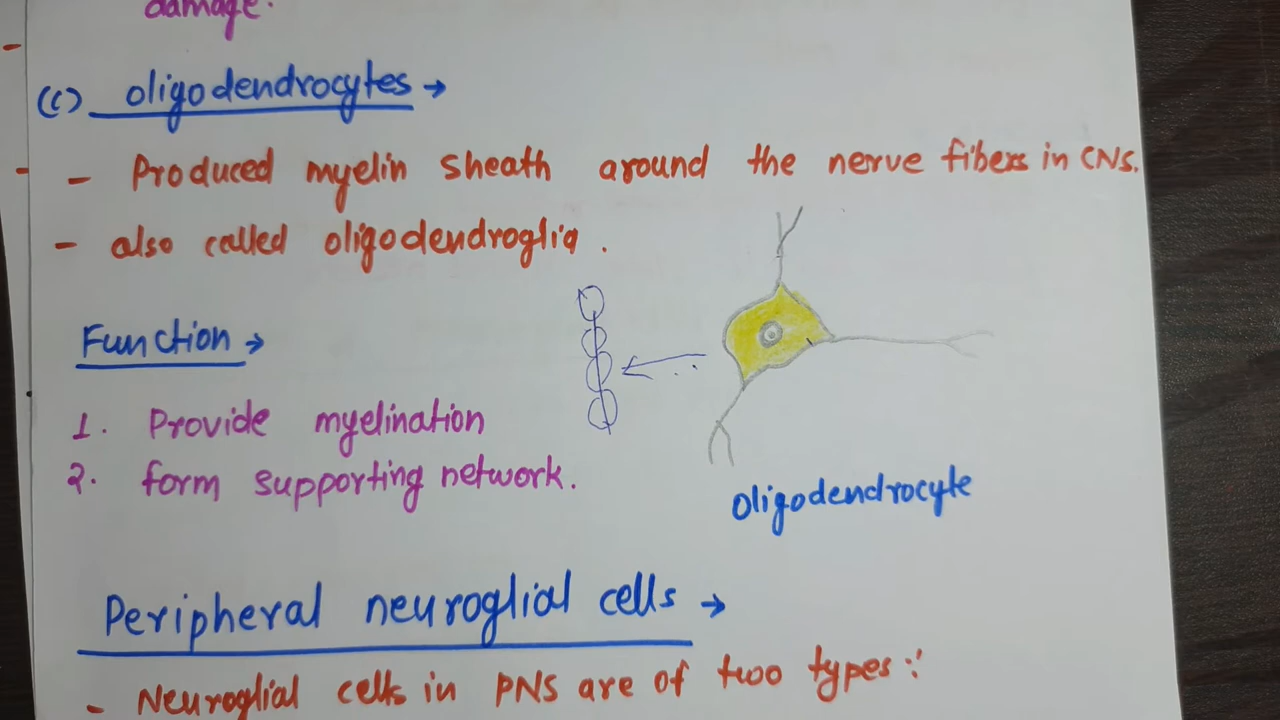 damage.
(c) oligodendrocytes →
- Produced myelin sheath around the nerve fibers in CNS.
- also called oligodendroglia.
Function →
1. Provide myelination
2. form supporting network.
Oligodendrocyte
Peripheral neuroglial cells →
- Neuroglial cells in PNS are of two types: